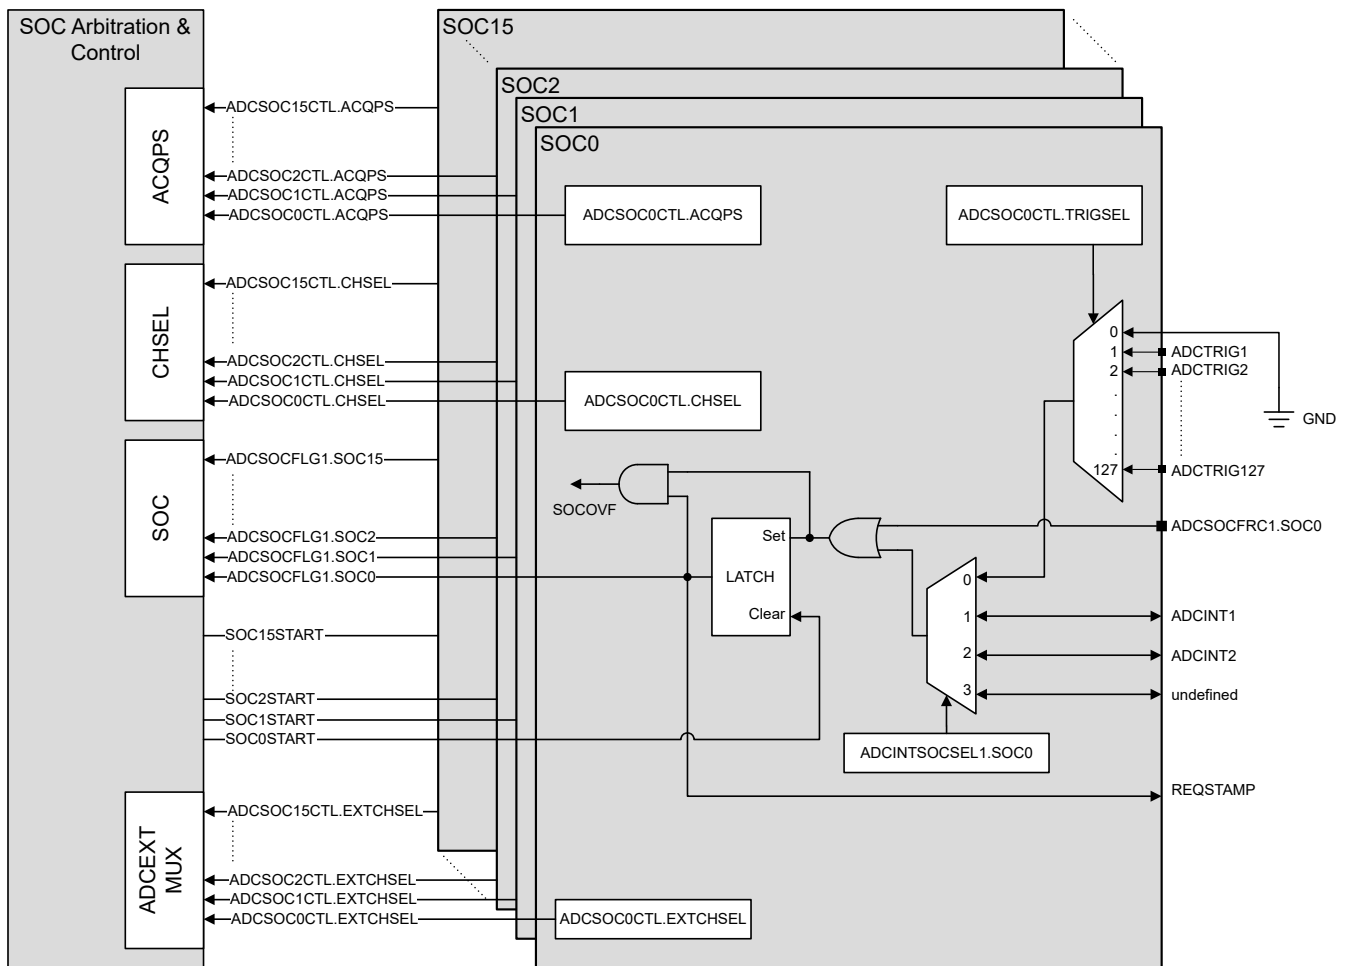 SOC Arbitration &
Control
SOC15
SOC2
SOC1
SOC0
ACQPS
ADCSOC15CTL.ACQPS
ADCSOC2CTL.ACQPS
ADCSOC1CTL.ACQPS
ADCSOC0CTL.ACQPS
ADCSOC0CTL.ACQPS
ADCSOC0CTL.TRIGSEL
CHSEL
ADCSOC15CTL.CHSEL
ADCSOC2CTL.CHSEL
ADCSOC1CTL.CHSEL
ADCSOC0CTL.CHSEL
ADCSOC0CTL.CHSEL
0
1
2
127
ADCTRIG1
ADCTRIG2
ADCTRIG127
GND
SOC
ADCSOCFLG1.SOC15
ADCSOCFLG1.SOC2
ADCSOCFLG1.SOC1
ADCSOCFLG1.SOC0
SOCOVF
Set
LATCH
Clear
ADCSOCFRC1.SOC0
0
1
2
3
ADCINT1
ADCINT2
undefined
ADCINTSOCSEL1.SOC0
REQSTAMP
SOC15START
SOC2START
SOC1START
SOC0START
ADCEXT
MUX
ADCSOC15CTL.EXTCHSEL
ADCSOC2CTL.EXTCHSEL
ADCSOC1CTL.EXTCHSEL
ADCSOC0CTL.EXTCHSEL
ADCSOC0CTL.EXTCHSEL